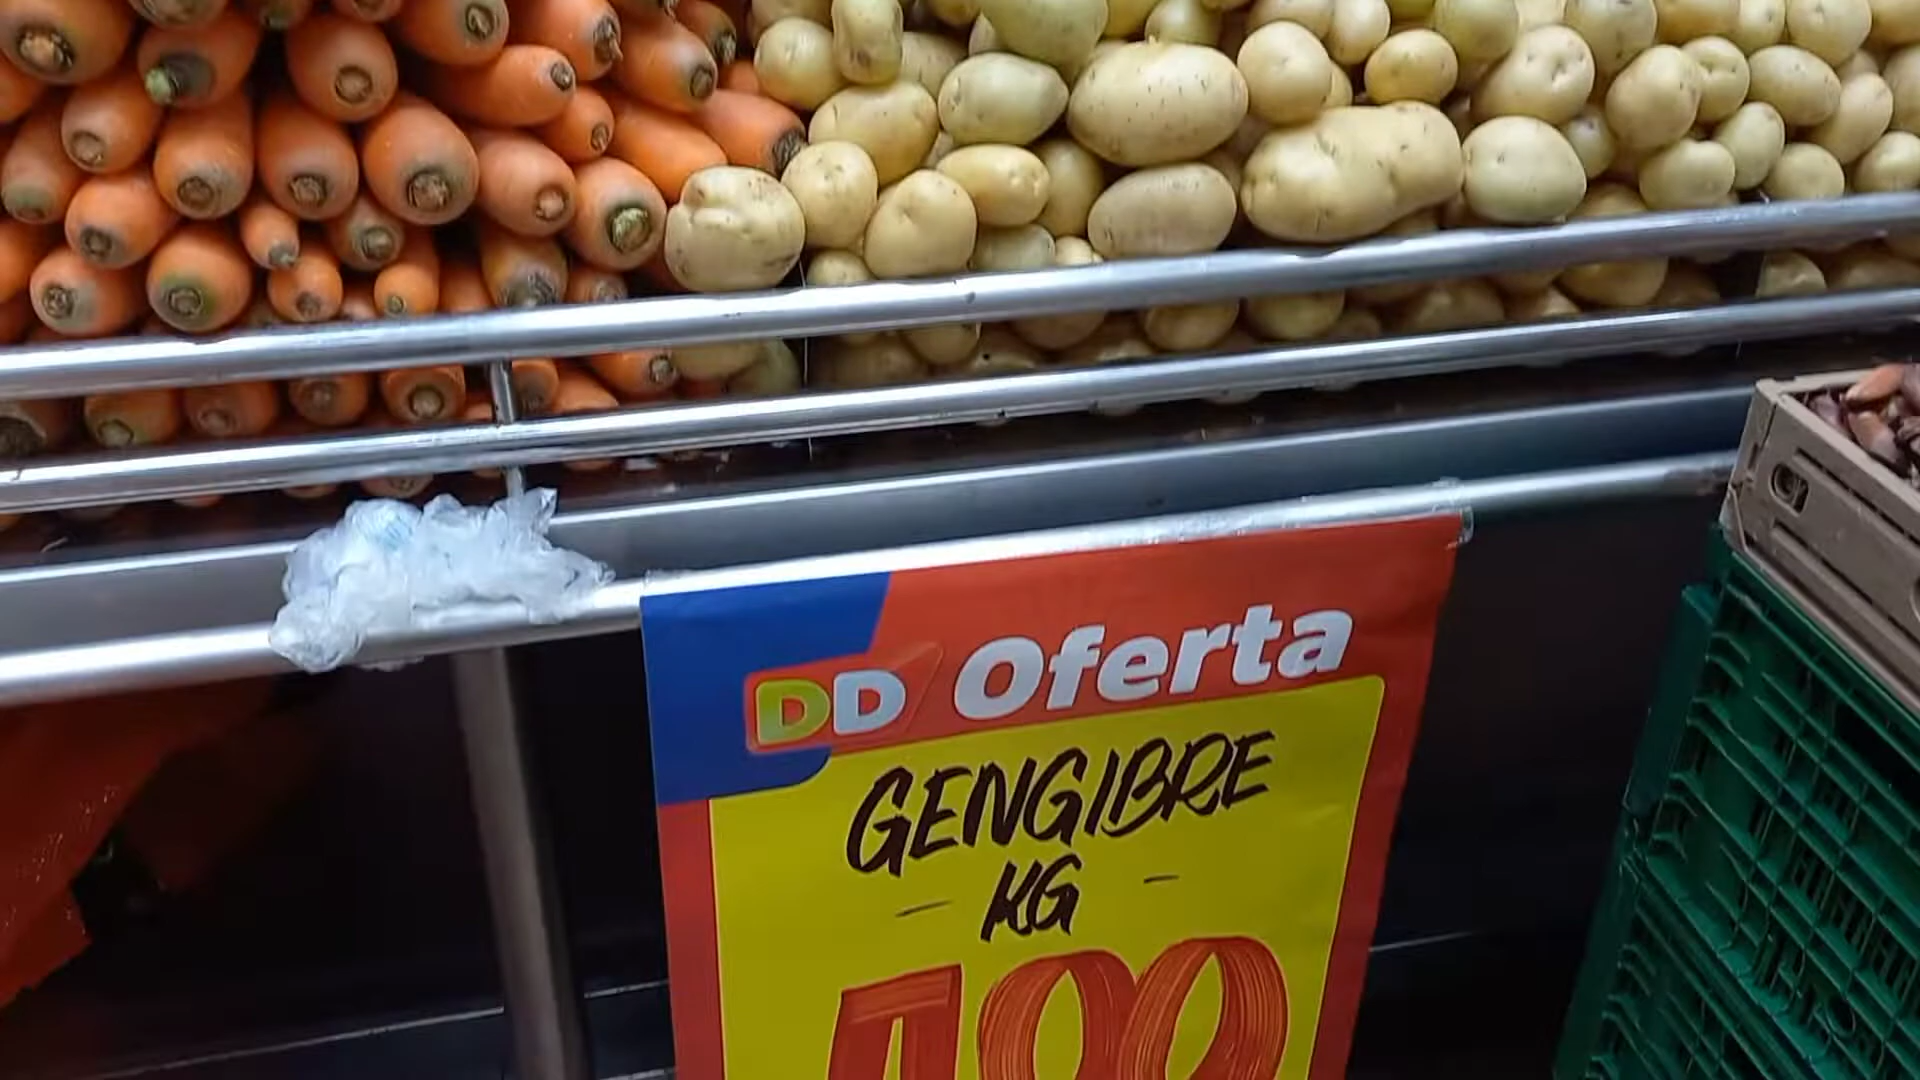 DD Oferta
GENGIBRE
- KG -